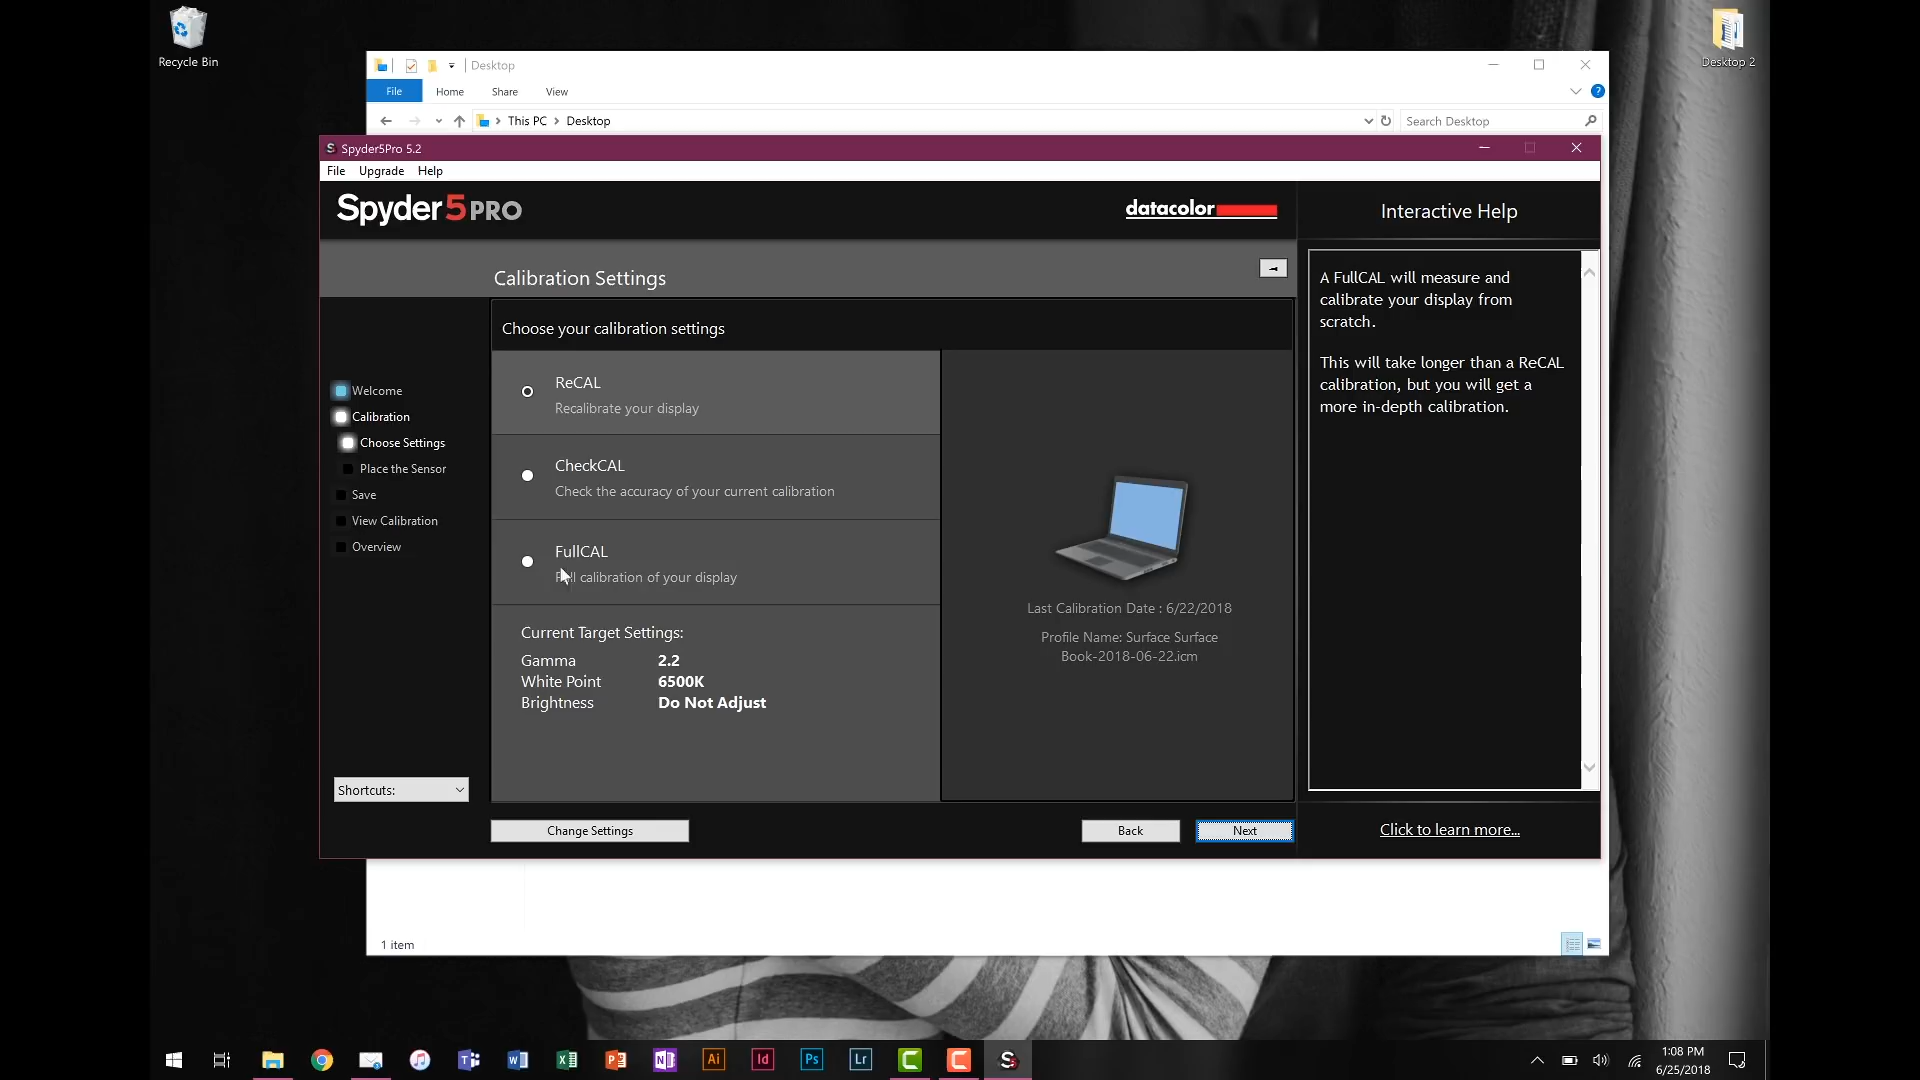 Recycle Bin
Desktop 2
Desktop
File Home Share View
This PC > Desktop
Search Desktop
S Spyder5Pro 5.2
File Upgrade Help
Spyder5PRO
datacolor
Interactive Help
Calibration Settings
Choose your calibration settings
A FullCAL will measure and
calibrate your display from
scratch.
This will take longer than a ReCAL
calibration, but you will get a
more in-depth calibration.
Welcome
Calibration
Choose Settings
Place the Sensor
Save
View Calibration
Overview
ReCAL
Recalibrate your display
CheckCAL
Check the accuracy of your current calibration
FullCAL
Full calibration of your display
Current Target Settings:
Gamma 2.2
White Point 6500K
Brightness Do Not Adjust
Last Calibration Date : 6/22/2018
Profile Name: Surface Surface
Book-2018-06-22.icm
Shortcuts:
Change Settings
Back
Next
Click to learn more...
1 item
Ai
Id
Ps
Lr
1:08 PM
6/25/2018